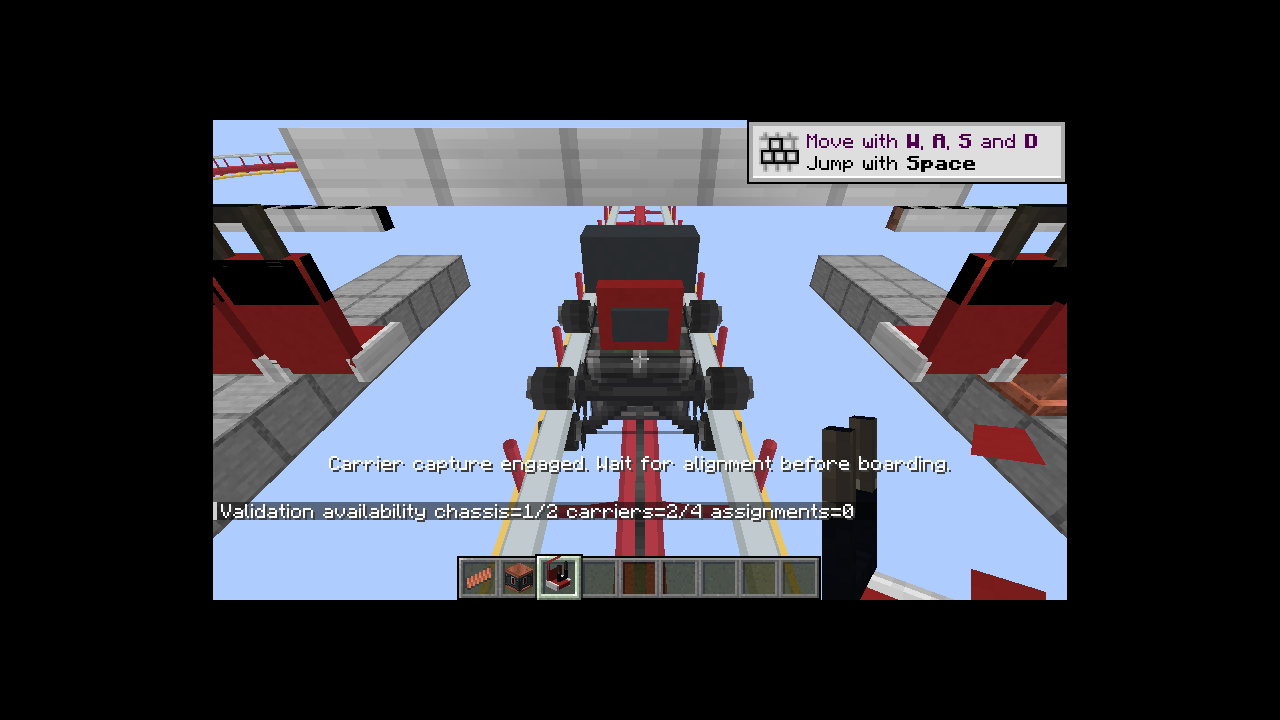 Move with W, A, S and D
Jump with Space
Carrier capture engaged. Wait for alignment before boarding.
Validation availability chassis=1/2 carriers=2/4 assignments=0